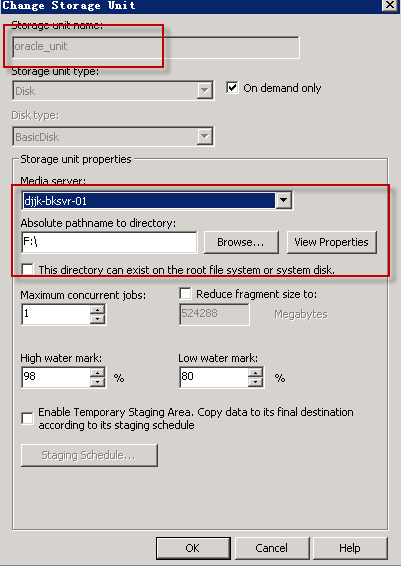 Change Storage Unit
Storage unit name:
oracle_unit
Storage unit type:
Disk
On demand only
Disk type:
BasicDisk
Storage unit properties
Media server:
djjk-bksvr-01
Absolute pathname to directory:
F:\
Browse...
View Properties
This directory can exist on the root file system or system disk.
Maximum concurrent jobs:
Reduce fragment size to:
1
524288
Megabytes
High water mark:
Low water mark:
98
%
80
%
Enable Temporary Staging Area. Copy data to its final destination
according to its staging schedule
Staging Schedule...
OK
Cancel
Help